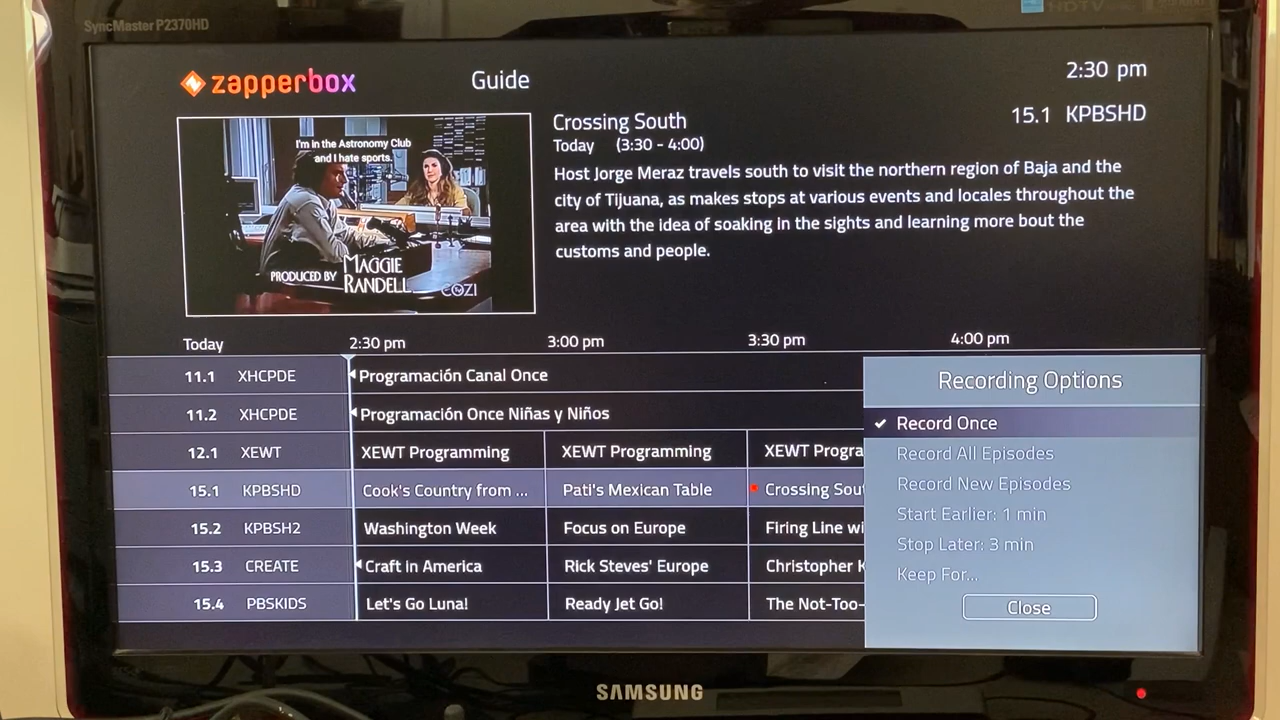 SyncMaster P2370HD
HDTV
zapperbox
Guide
2:30 pm
15.1 KPBSHD
I'm in the Astronomy Club
and I hate sports.
PRODUCED BY MAGGIE
RANDELL
COZI
Crossing South
Today (3:30 - 4:00)
Host Jorge Meraz travels south to visit the northern region of Baja and the
city of Tijuana, as makes stops at various events and locales throughout the
area with the idea of soaking in the sights and learning more bout the
customs and people.
Today 2:30 pm 3:00 pm 3:30 pm 4:00 pm
11.1 XHCPDE Programación Canal Once
11.2 XHCPDE Programación Once Niñas y Niños
12.1 XEWT XEWT Programming XEWT Programming XEWT Progra
15.1 KPBSHD Cook's Country from ... Pati's Mexican Table Crossing Sou
15.2 KPBSH2 Washington Week Focus on Europe Firing Line wi
15.3 CREATE Craft in America Rick Steves' Europe Christopher K
15.4 PBSKIDS Let's Go Luna! Ready Jet Go! The Not-Too-
Recording Options
Record Once
Record All Episodes
Record New Episodes
Start Earlier: 1 min
Stop Later: 3 min
Keep For...
Close
SAMSUNG